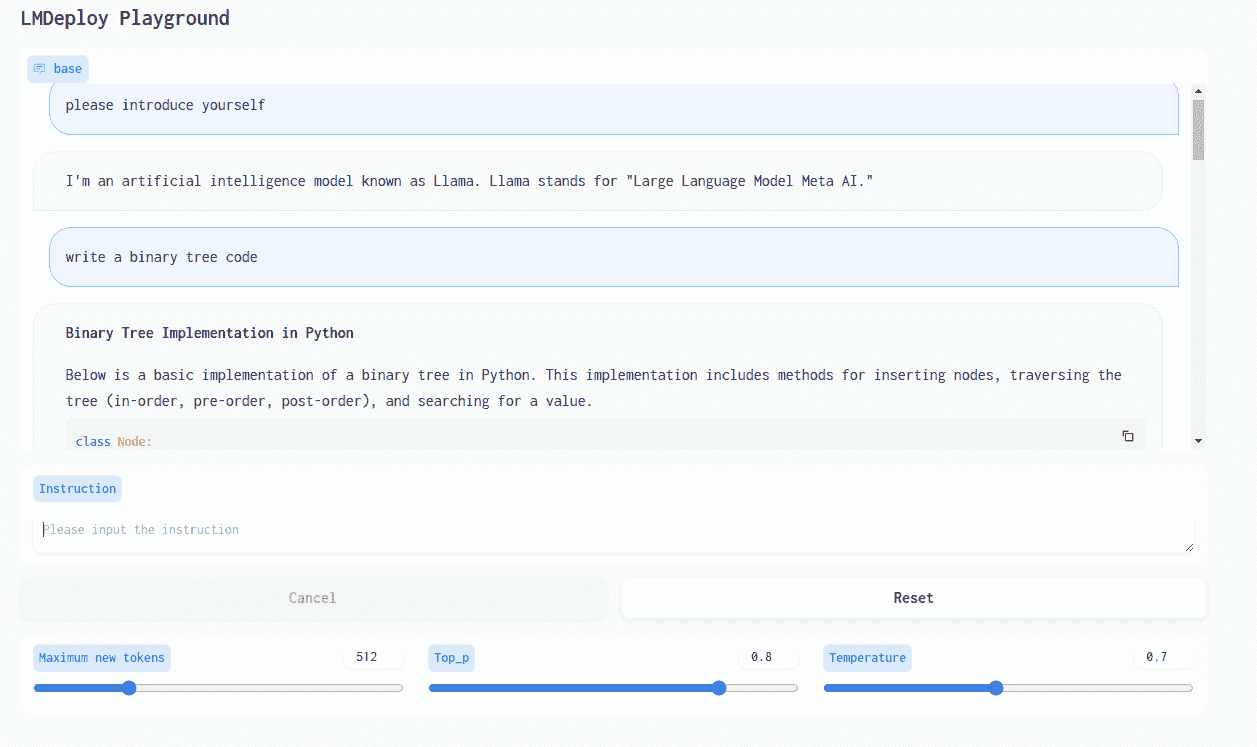 LMDeploy Playground
base
please introduce yourself
I'm an artificial intelligence model known as Llama. Llama stands for "Large Language Model Meta AI."
write a binary tree code
Binary Tree Implementation in Python
Below is a basic implementation of a binary tree in Python. This implementation includes methods for inserting nodes, traversing the
tree (in-order, pre-order, post-order), and searching for a value.
class Node:
Instruction
Please input the instruction
Cancel Reset
Maximum new tokens 512 Top_p 0.8 Temperature 0.7